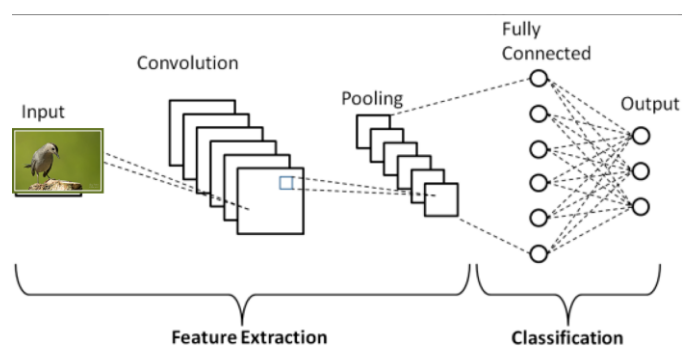 Fully
Connected
Convolution
Pooling
Output
Input
Feature Extraction
Classification